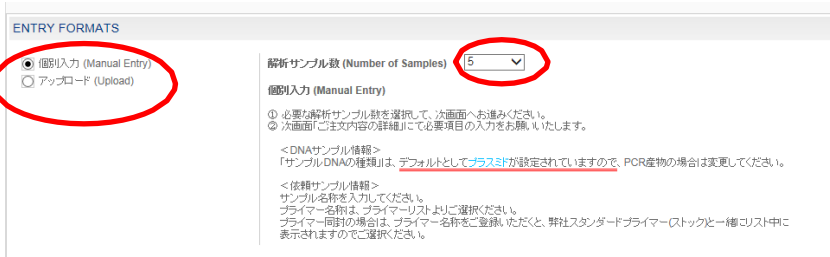 ENTRY FORMATS
個別入力 (Manual Entry)
アップロード (Upload)
解析サンプル数 (Number of Samples) 5
個別入力 (Manual Entry)
① 必要な解析サンプル数を選択して、次画面へお進みください。
② 次画面「ご注文内容の詳細」にて必要項目の入力をお願いいたします。
＜DNAサンプル情報＞
「サンプルDNAの種類」は、デフォルトとしてプラスミドが設定されていますので、PCR産物の場合は変更してください。
＜依頼サンプル情報＞
サンプル名称を入力してください。
プライマー名称は、プライマーリストよりご選択ください。
プライマー同封の場合は、プライマー名称をご登録いただくと、弊社スタンダードプライマー(ストック)と一緒にリスト中に
表示されますのでご選択ください。